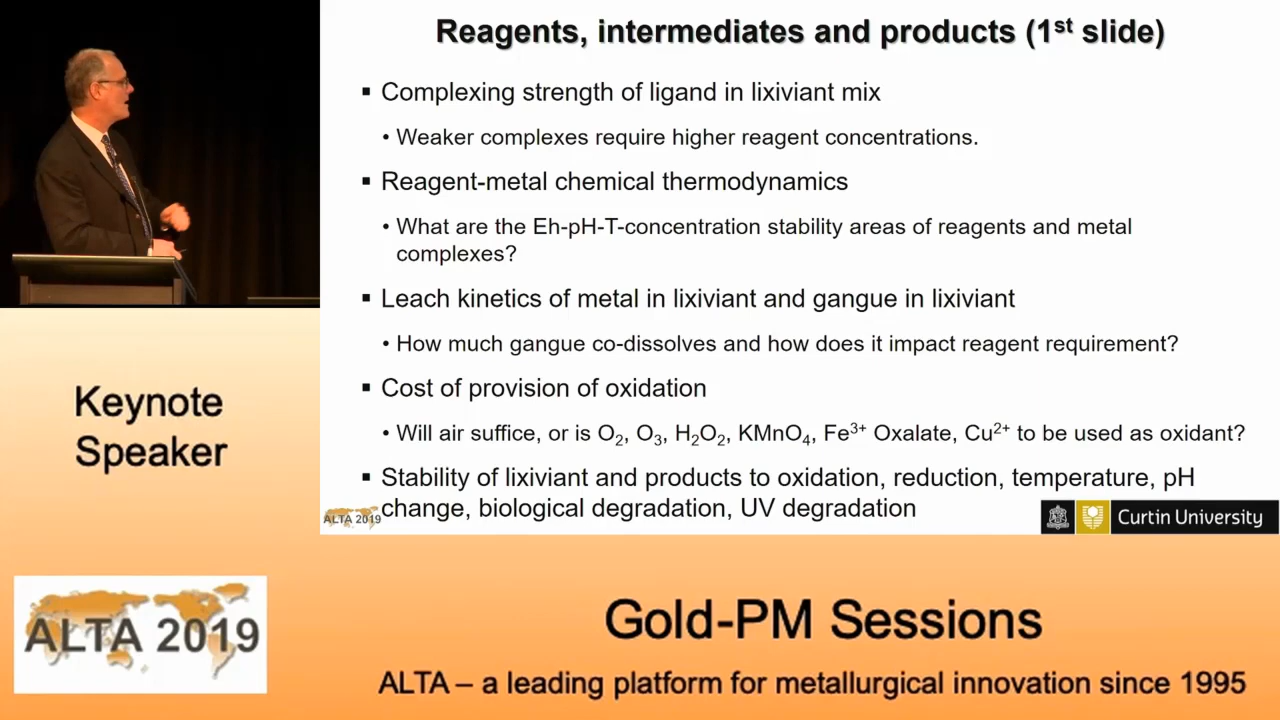 Reagents, intermediates and products (1st slide)
▪ Complexing strength of ligand in lixiviant mix
• Weaker complexes require higher reagent concentrations.
▪ Reagent-metal chemical thermodynamics
• What are the Eh-pH-T-concentration stability areas of reagents and metal
complexes?
▪ Leach kinetics of metal in lixiviant and gangue in lixiviant
• How much gangue co-dissolves and how does it impact reagent requirement?
▪ Cost of provision of oxidation
• Will air suffice, or is O₂, O₃, H₂O₂, KMnO₄, Fe³⁺ Oxalate, Cu²⁺ to be used as oxidant?
▪ Stability of lixiviant and products to oxidation, reduction, temperature, pH
change, biological degradation, UV degradation
ALTA 2019
Curtin University
Keynote
Speaker
ALTA 2019
Gold-PM Sessions
ALTA – a leading platform for metallurgical innovation since 1995